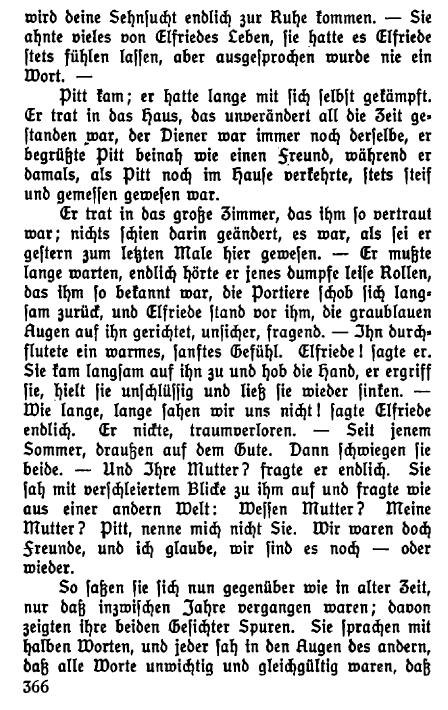 wird deine Sehnsucht endlich zur Ruhe kommen. — Sie
ahnte vieles von Elfriedes Leben, sie hatte es Elfriede
stets fühlen lassen, aber ausgesprochen wurde nie ein
Wort. —
Pitt kam; er hatte lange mit sich selbst gekämpft.
Er trat in das Haus, das unverändert all die Zeit ge-
standen war, der Diener war immer noch derselbe, er
begrüßte Pitt beinah wie einen Freund, während er
damals, als Pitt noch im Hause verkehrte, stets steif
und gemessen gewesen war.
Er trat in das große Zimmer, das ihm so vertraut
war; nichts schien darin geändert, es war, als sei er
gestern zum letzten Male hier gewesen. — Er mußte
lange warten, endlich hörte er jenes dumpfe leise Rollen,
das ihm so bekannt war, die Portiere schob sich lang-
sam zurück, und Elfriede stand vor ihm, die graublauen
Augen auf ihn gerichtet, unsicher, fragend. — Ihn durch-
flutete ein warmes, sanftes Gefühl. Elfriede! sagte er.
Sie kam langsam auf ihn zu und hob die Hand, er ergriff
sie, hielt sie unschlüssig und ließ sie wieder sinken. —
Wie lange, lange sahen wir uns nicht! sagte Elfriede
endlich. Er nickte, traumverloren. — Seit jenem
Sommer, draußen auf dem Gute. Dann schwiegen sie
beide. — Und Ihre Mutter? fragte er endlich. Sie
sah mit verschleiertem Blicke zu ihm auf und fragte wie
aus einer andern Welt: Wessen Mutter? Meine
Mutter? Pitt, nenne mich nicht Sie. Wir waren doch
Freunde, und ich glaube, wir sind es noch — oder
wieder.
So saßen sie sich nun gegenüber wie in alter Zeit,
nur daß inzwischen Jahre vergangen waren; davon
zeigten ihre beiden Gesichter Spuren. Sie sprachen mit
halben Worten, und jeder sah in den Augen des andern,
daß alle Worte unwichtig und gleichgültig waren, daß
366